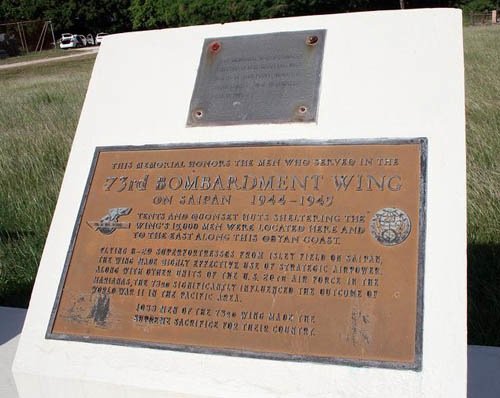 THIS MEMORIAL HONORS THE MEN WHO SERVED IN THE
73rd BOMBARDMENT WING
ON SAIPAN 1944-1945
TENTS AND QUONSET HUTS SHELTERING THE
WING'S 12,000 MEN WERE LOCATED HERE AND
TO THE EAST ALONG THIS OBYAN COAST.
FLYING B-29 SUPERFORTRESSES FROM ISLEY FIELD ON SAIPAN,
THE WING MADE HIGHLY EFFECTIVE USE OF STRATEGIC AIRPOWER.
ALONG WITH OTHER UNITS OF THE U.S. 20TH AIR FORCE IN THE
MARIANAS, THE 73RD SIGNIFICANTLY INFLUENCED THE OUTCOME OF
WORLD WAR II IN THE PACIFIC AREA.
MEN OF THE 73RD WING MADE THE
SUPREME SACRIFICE FOR THEIR COUNTRY.